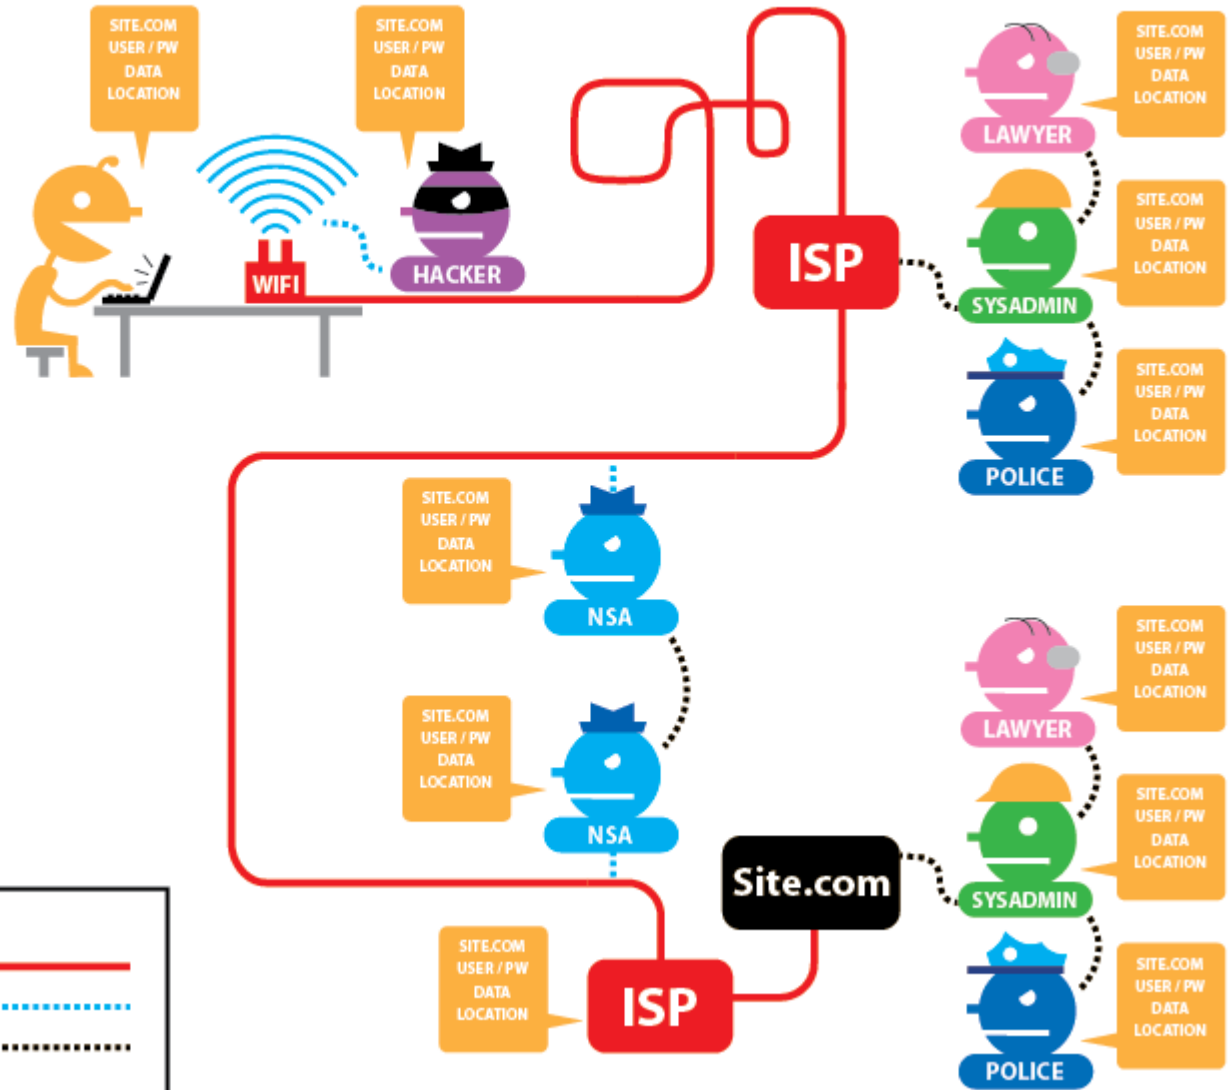 SITE.COM
USER / PW
DATA
LOCATION
SITE.COM
USER / PW
DATA
LOCATION
WIFI
HACKER
ISP
SITE.COM
USER / PW
DATA
LOCATION
LAWYER
SITE.COM
USER / PW
DATA
LOCATION
SYSADMIN
SITE.COM
USER / PW
DATA
LOCATION
POLICE
SITE.COM
USER / PW
DATA
LOCATION
NSA
SITE.COM
USER / PW
DATA
LOCATION
NSA
SITE.COM
USER / PW
DATA
LOCATION
LAWYER
SITE.COM
USER / PW
DATA
LOCATION
SYSADMIN
Site.com
SITE.COM
USER / PW
DATA
LOCATION
ISP
SITE.COM
USER / PW
DATA
LOCATION
POLICE